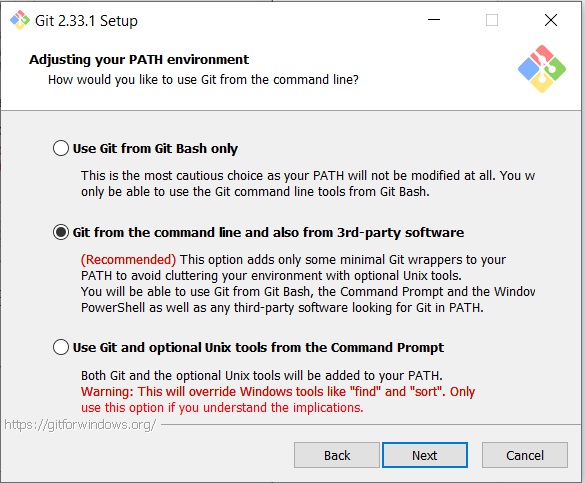 Git 2.33.1 Setup
Adjusting your PATH environment
How would you like to use Git from the command line?
Use Git from Git Bash only
This is the most cautious choice as your PATH will not be modified at all. You w
only be able to use the Git command line tools from Git Bash.
Git from the command line and also from 3rd-party software
(Recommended) This option adds only some minimal Git wrappers to your
PATH to avoid cluttering your environment with optional Unix tools.
You will be able to use Git from Git Bash, the Command Prompt and the Window
PowerShell as well as any third-party software looking for Git in PATH.
Use Git and optional Unix tools from the Command Prompt
Both Git and the optional Unix tools will be added to your PATH.
Warning: This will override Windows tools like "find" and "sort". Only
use this option if you understand the implications.
https://gitforwindows.org/
Back Next Cancel